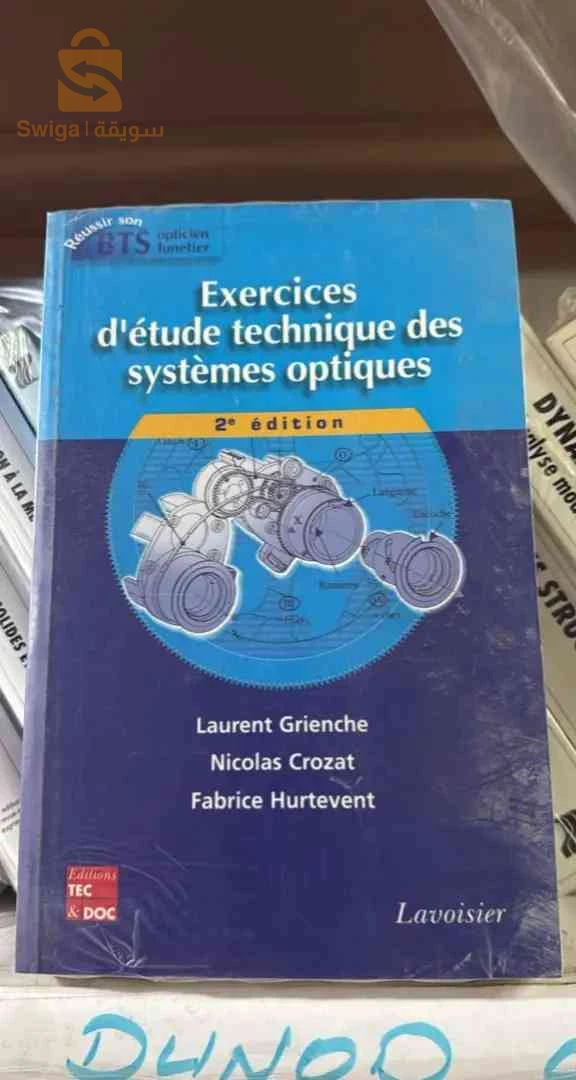 Swiga | سويقة
Réussir son
BTS opticien
lunetier
Exercices
d'étude technique des
systèmes optiques
2e édition
Laurent Grienche
Nicolas Crozat
Fabrice Hurtevent
Editions
TEC
& DOC
Lavoisier
DUNOD